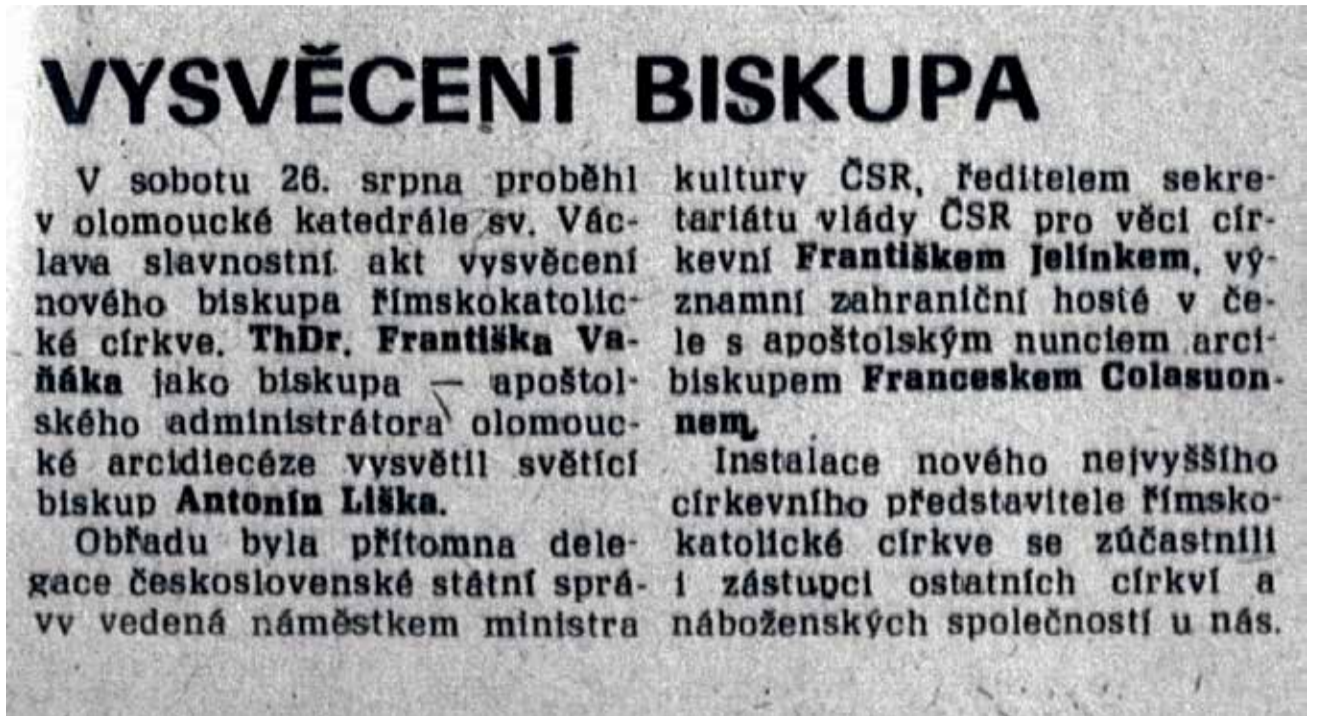 VYSVĚCENÍ BISKUPA
V sobotu 26. srpna proběhl
v olomoucké katedrále sv. Vác-
lava slavnostní akt vysvěcení
nového biskupa římskokatolic-
ké církve. ThDr. Františka Va-
ňáka jako biskupa — apoštol-
ského administrátora olomouc-
ké arcidiecéze vysvětil světící
biskup Antonín Liška.
Obřadu byla přítomna dele-
gace československé státní sprá-
vy vedená náměstkem ministra
kultury ČSR, ředitelem sekre-
tariátu vlády ČSR pro věci cír-
kevní Františkem Jelínkem, vý-
znamní zahraniční hosté v če-
le s apoštolským nunciem arci-
biskupem Franceskem Colasuon-
nem.
Instalace nového nejvyššího
církevního představitele římsko-
katolické církve se zúčastnili
i zástupci ostatních církví a
náboženských společností u nás.